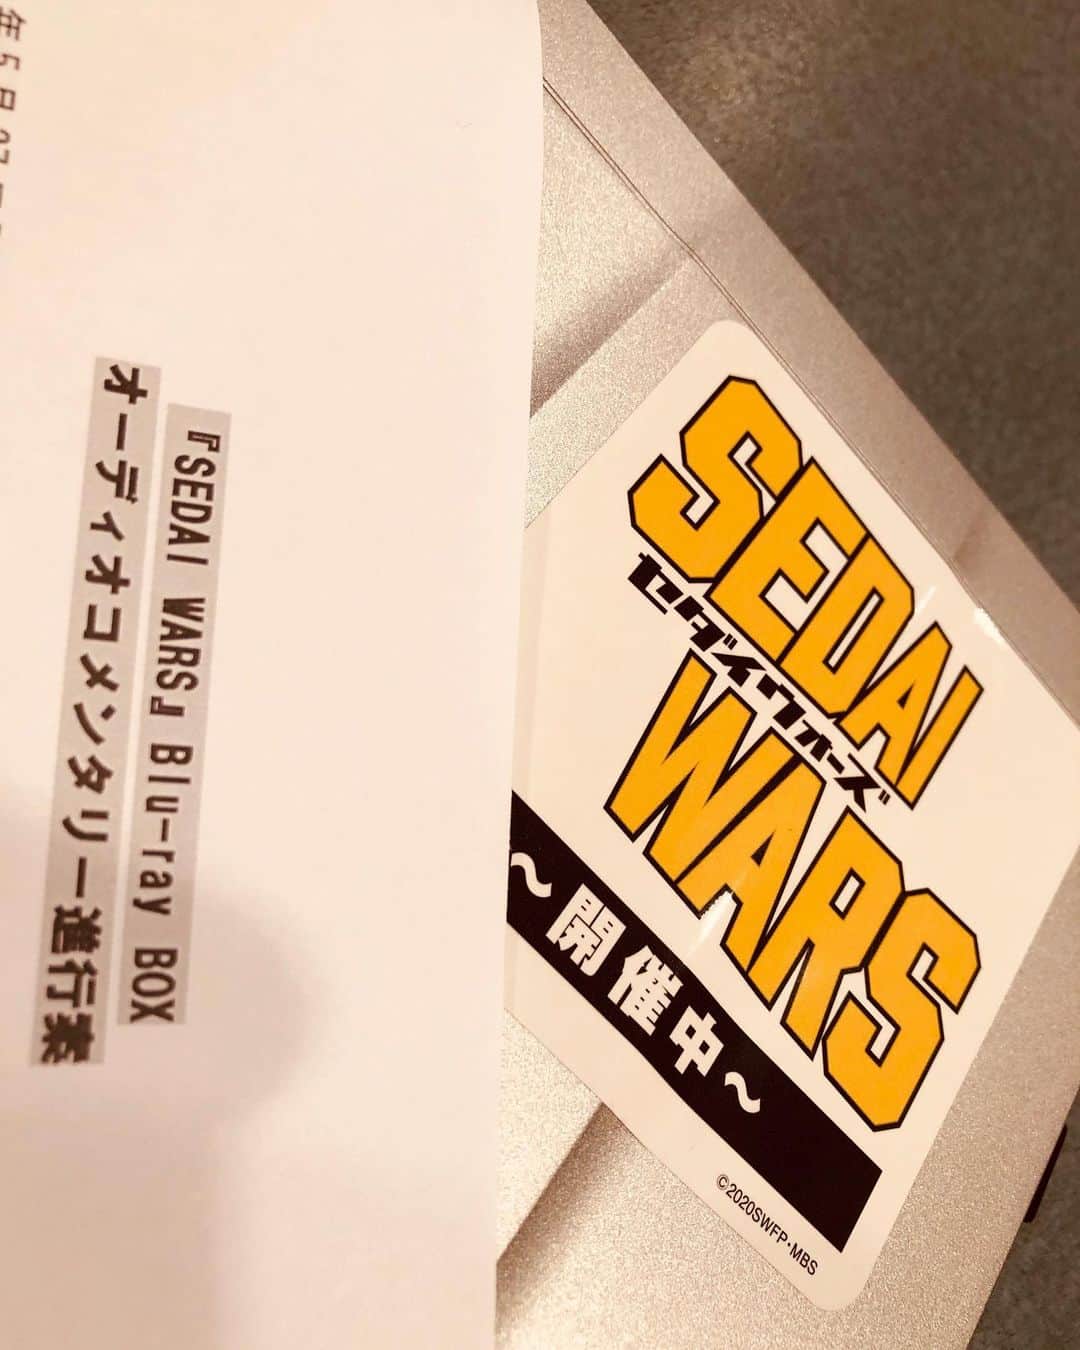 『SEDAI WARS』Blu-ray BOX
オーディオコメンタリー進行案
SEDAI
セダイウォーズ
WARS
～開催中～
©2020SWFP・MBS